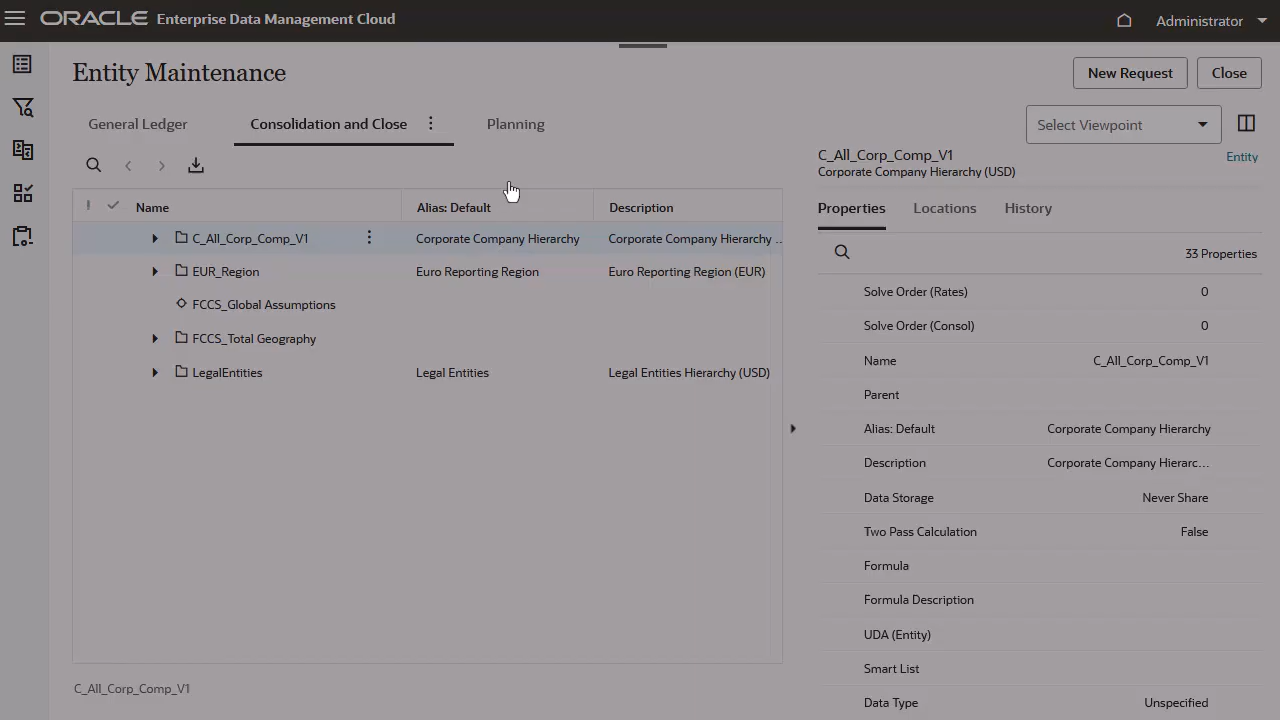 ORACLE Enterprise Data Management Cloud
Administrator
Entity Maintenance
New Request
Close
General Ledger
Consolidation and Close
Planning
Select Viewpoint
Name
Alias: Default
Description
C_All_Corp_Comp_V1
Corporate Company Hierarchy
Corporate Company Hierarchy ...
EUR_Region
Euro Reporting Region
Euro Reporting Region (EUR)
FCCS_Global Assumptions
FCCS_Total Geography
LegalEntities
Legal Entities
Legal Entities Hierarchy (USD)
C_All_Corp_Comp_V1
C_All_Corp_Comp_V1
Entity
Corporate Company Hierarchy (USD)
Properties
Locations
History
33 Properties
Solve Order (Rates) 0
Solve Order (Consol) 0
Name C_All_Corp_Comp_V1
Parent
Alias: Default Corporate Company Hierarchy
Description Corporate Company Hierarc...
Data Storage Never Share
Two Pass Calculation False
Formula
Formula Description
UDA (Entity)
Smart List
Data Type Unspecified